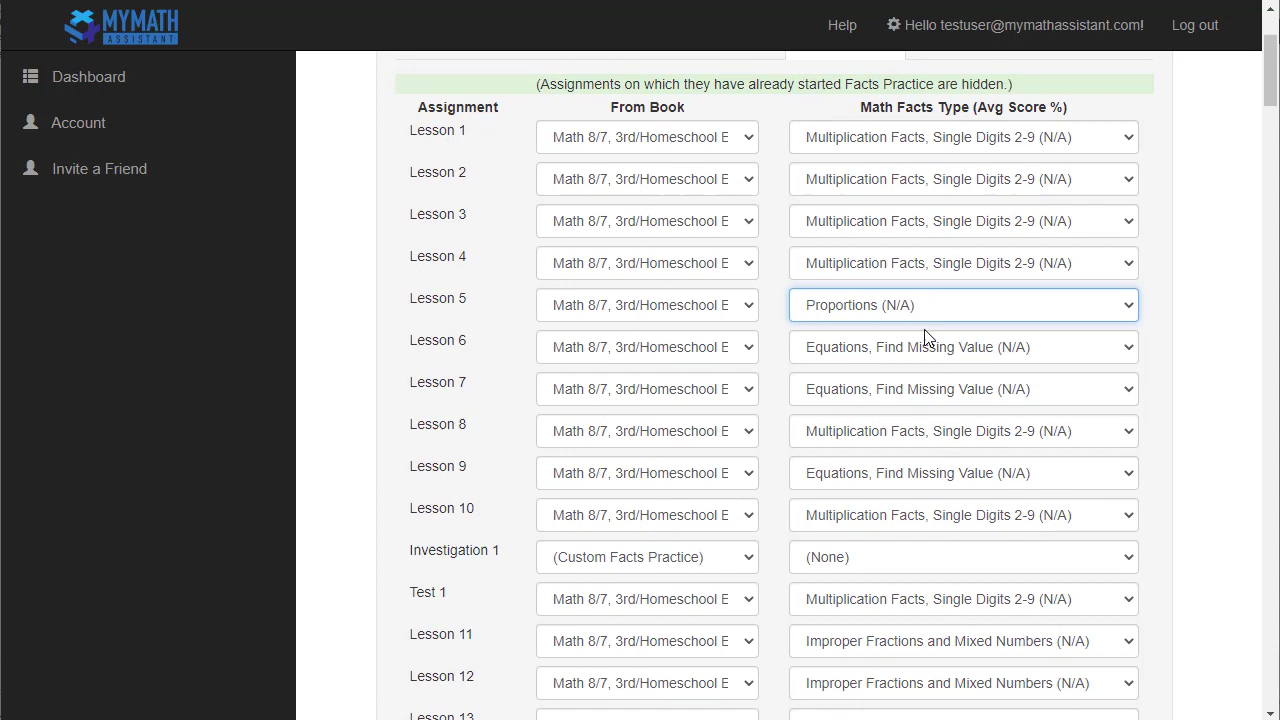 MYMATH
ASSISTANT
Help
Hello testuser@mymathassistant.com!
Log out
Dashboard
Account
Invite a Friend
(Assignments on which they have already started Facts Practice are hidden.)
Assignment From Book Math Facts Type (Avg Score %)
Lesson 1 Math 8/7, 3rd/Homeschool E Multiplication Facts, Single Digits 2-9 (N/A)
Lesson 2 Math 8/7, 3rd/Homeschool E Multiplication Facts, Single Digits 2-9 (N/A)
Lesson 3 Math 8/7, 3rd/Homeschool E Multiplication Facts, Single Digits 2-9 (N/A)
Lesson 4 Math 8/7, 3rd/Homeschool E Multiplication Facts, Single Digits 2-9 (N/A)
Lesson 5 Math 8/7, 3rd/Homeschool E Proportions (N/A)
Lesson 6 Math 8/7, 3rd/Homeschool E Equations, Find Missing Value (N/A)
Lesson 7 Math 8/7, 3rd/Homeschool E Equations, Find Missing Value (N/A)
Lesson 8 Math 8/7, 3rd/Homeschool E Multiplication Facts, Single Digits 2-9 (N/A)
Lesson 9 Math 8/7, 3rd/Homeschool E Equations, Find Missing Value (N/A)
Lesson 10 Math 8/7, 3rd/Homeschool E Multiplication Facts, Single Digits 2-9 (N/A)
Investigation 1 (Custom Facts Practice) (None)
Test 1 Math 8/7, 3rd/Homeschool E Multiplication Facts, Single Digits 2-9 (N/A)
Lesson 11 Math 8/7, 3rd/Homeschool E Improper Fractions and Mixed Numbers (N/A)
Lesson 12 Math 8/7, 3rd/Homeschool E Improper Fractions and Mixed Numbers (N/A)
Lesson 13